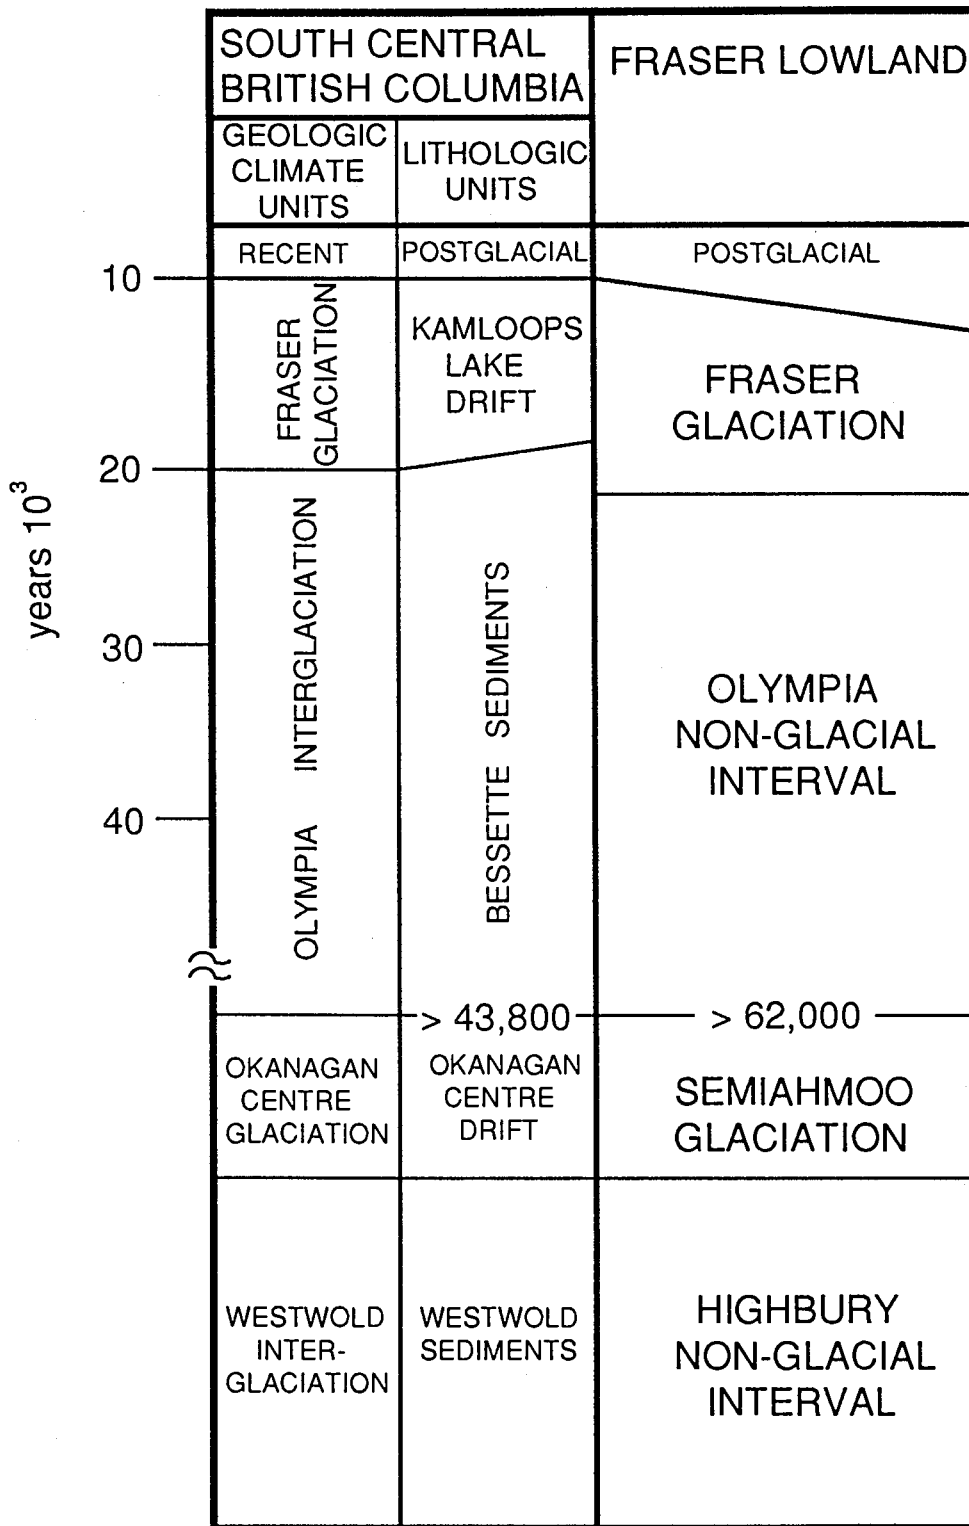 SOUTH CENTRAL
BRITISH COLUMBIA
FRASER LOWLAND
GEOLOGIC
CLIMATE
UNITS
LITHOLOGIC
UNITS
RECENT
POSTGLACIAL
POSTGLACIAL
10
20
30
40
years 10³
FRASER
GLACIATION
KAMLOOPS
LAKE
DRIFT
FRASER
GLACIATION
OLYMPIA INTERGLACIATION
BESSETTE SEDIMENTS
OLYMPIA
NON-GLACIAL
INTERVAL
> 43,800
> 62,000
OKANAGAN
CENTRE
GLACIATION
OKANAGAN
CENTRE
DRIFT
SEMIAHMOO
GLACIATION
WESTWOLD
INTER-
GLACIATION
WESTWOLD
SEDIMENTS
HIGHBURY
NON-GLACIAL
INTERVAL